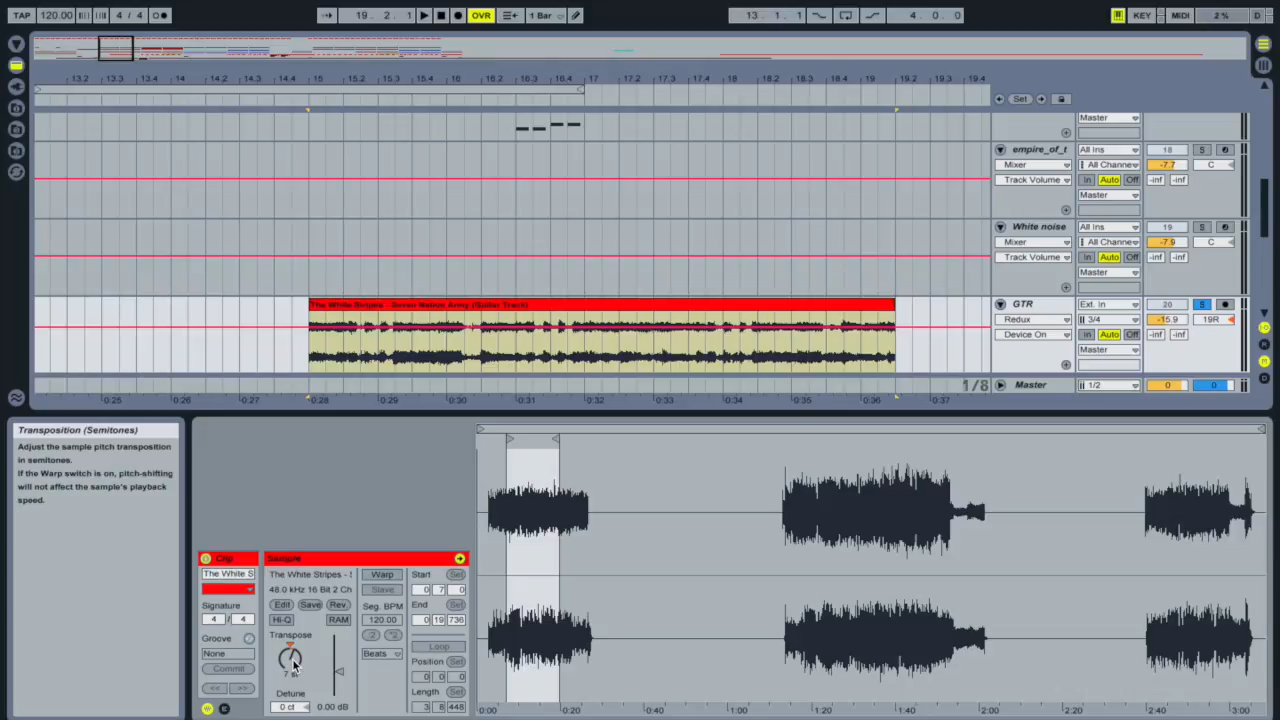 TAP 120.00 4 / 4 19. 2. 1 OVR 1 Bar 13. 1. 1 4. 0. 0 KEY MIDI 2 % D
13.2 13.3 13.4 14 14.2 14.3 14.4 15 15.2 15.3 15.4 16 16.2 16.3 16.4 17 17.2 17.3 17.4 18 18.2 18.3 18.4 19 19.2 19.3 19.4
Set
Master
empire_of_t All Ins 18 S
Mixer All Channe -7.7 C
Track Volume In Auto Off -inf -inf
Master
White noise All Ins 19 S
Mixer All Channe -7.9 C
Track Volume In Auto Off -inf -inf
Master
The White Stripes - Seven Nation Army (Guitar Track)
GTR Ext. In 20 S
Redux 3/4 -15.9 19R
Device On In Auto Off -inf -inf
Master
1/8 Master 1/2 0 0
0:25 0:26 0:27 0:28 0:29 0:30 0:31 0:32 0:33 0:34 0:35 0:36 0:37
Transposition (Semitones)
Adjust the sample pitch transposition
in semitones.
If the Warp switch is on, pitch-shifting
will not affect the sample's playback
speed.
Clip Sample
The White S The White Stripes - S Warp Start Set
48.0 kHz 16 Bit 2 Ch Slave 0 7 0
Signature Edit Save Rev. Seg. BPM End Set
4 / 4 Hi-Q RAM 120.00 0 19 736
Groove Transpose :2 *2 Loop
None Beats Position Set
Commit 7 st 0 0 0
<< >> Detune Length Set
0 ct 0.00 dB 3 8 448
0:00 0:20 0:40 1:00 1:20 1:40 2:00 2:20 2:40 3:00